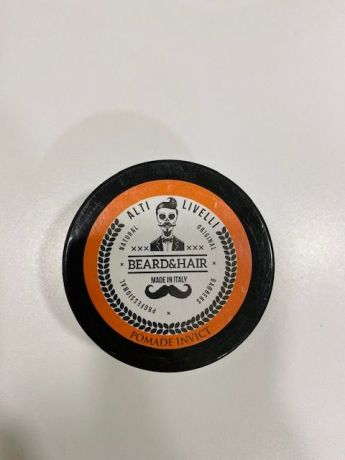 ALTI LIVELLI
NATURAL
ORIGINAL
BEARD&HAIR
MADE IN ITALY
PROFESSIONAL
BARBERS
POMADE INVICT